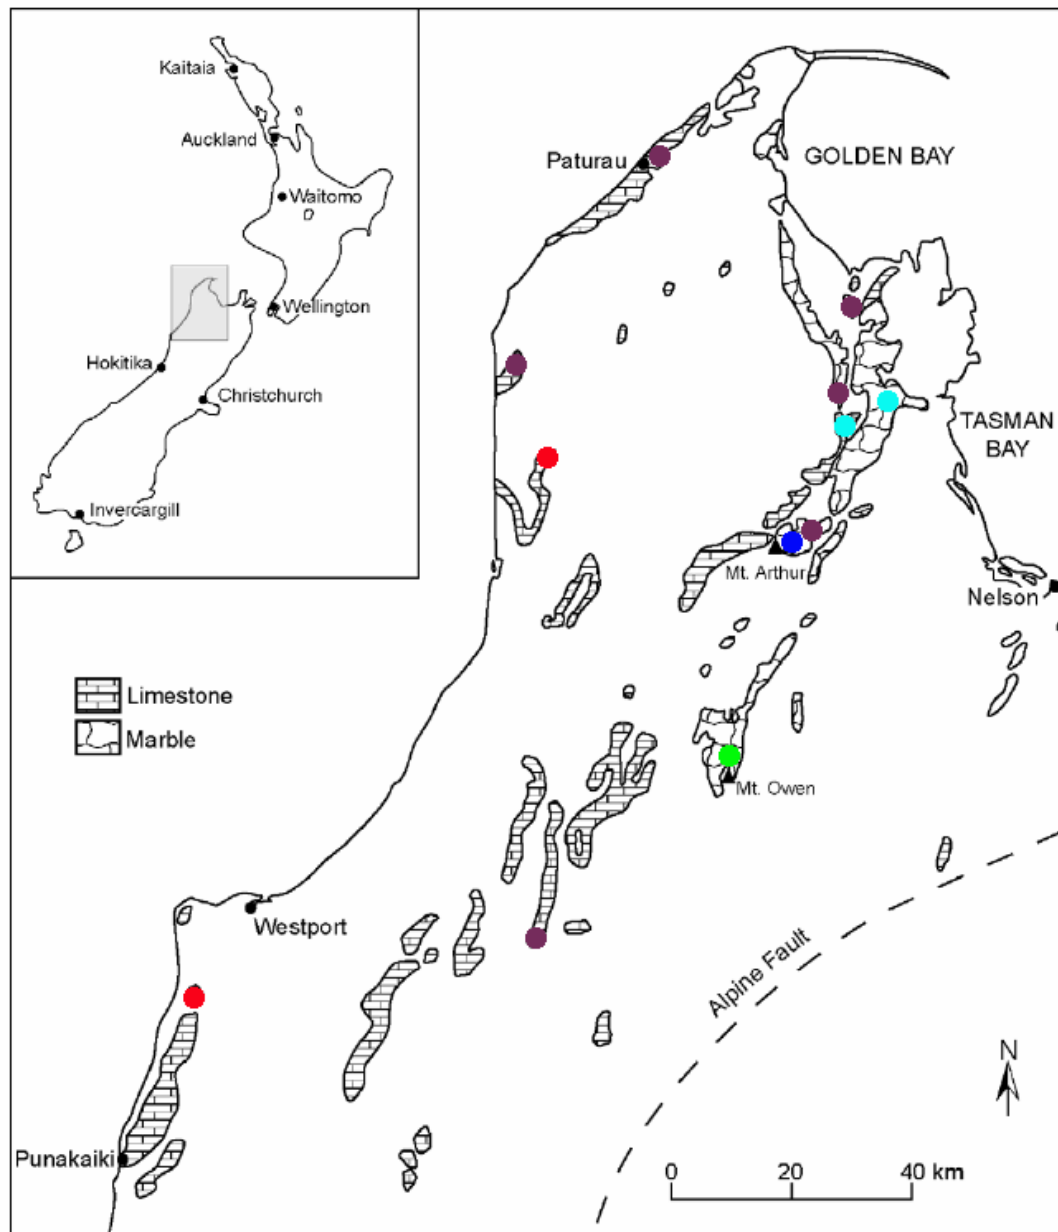 Kaitaia
Auckland
Waitomo
Wellington
Hokitika
Christchurch
Invercargill
Paturau
GOLDEN BAY
TASMAN
BAY
Mt. Arthur
Nelson
Limestone
Marble
Mt. Owen
Westport
Alpine Fault
N
Punakaiki
0 20 40 km